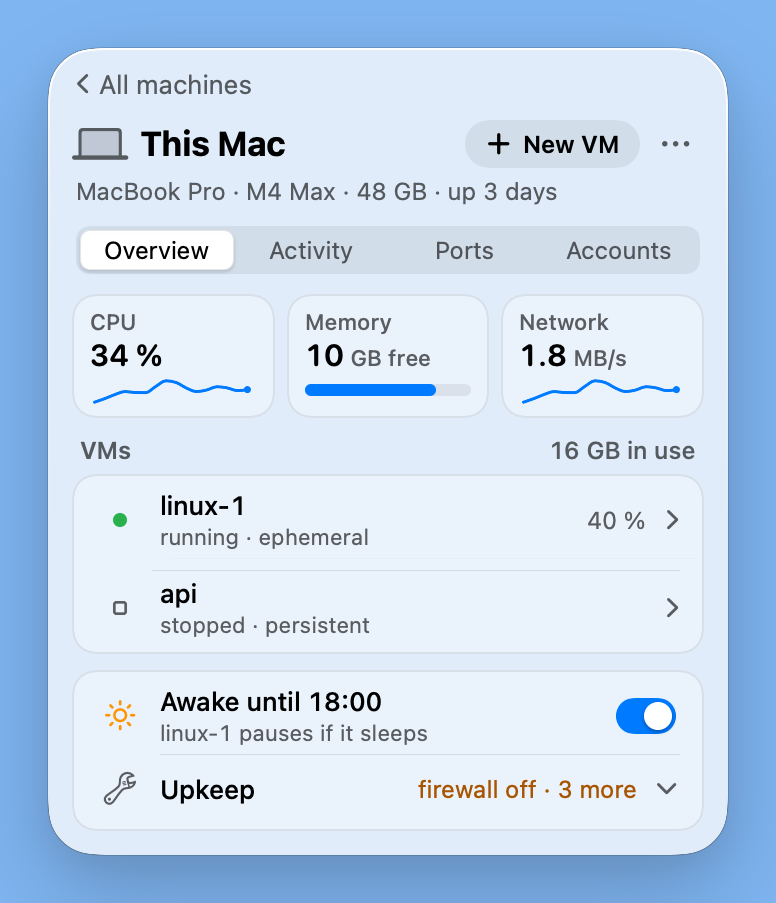 All machines
This Mac
+ New VM
MacBook Pro · M4 Max · 48 GB · up 3 days
Overview Activity Ports Accounts
CPU Memory Network
34 % 10 GB free 1.8 MB/s
VMs 16 GB in use
linux-1
running · ephemeral
40 %
api
stopped · persistent
Awake until 18:00
linux-1 pauses if it sleeps
Upkeep firewall off · 3 more